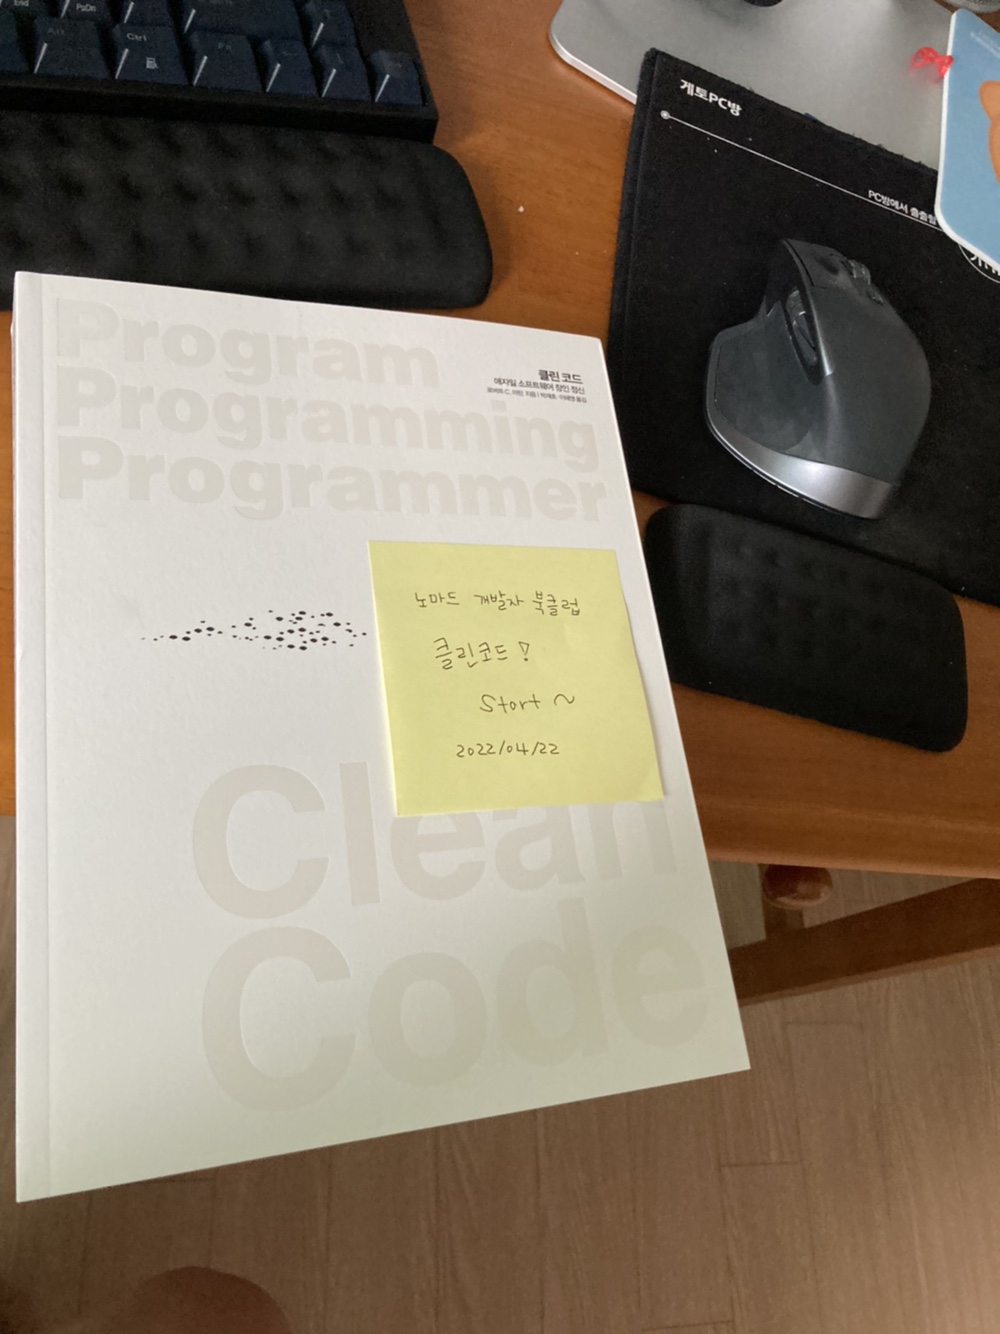 End
PgDn
Alt
Ctrl
Fn
게토PC방
PC방에서 출출할
Program
Programming
Programmer
클린 코드
애자일 소프트웨어 장인 정신
로버트 C. 마틴 지음 | 박재호·이해영 옮김
노마드 개발자 북클럽
클린코드!
Start ~
2022/04/22
Clean
Code